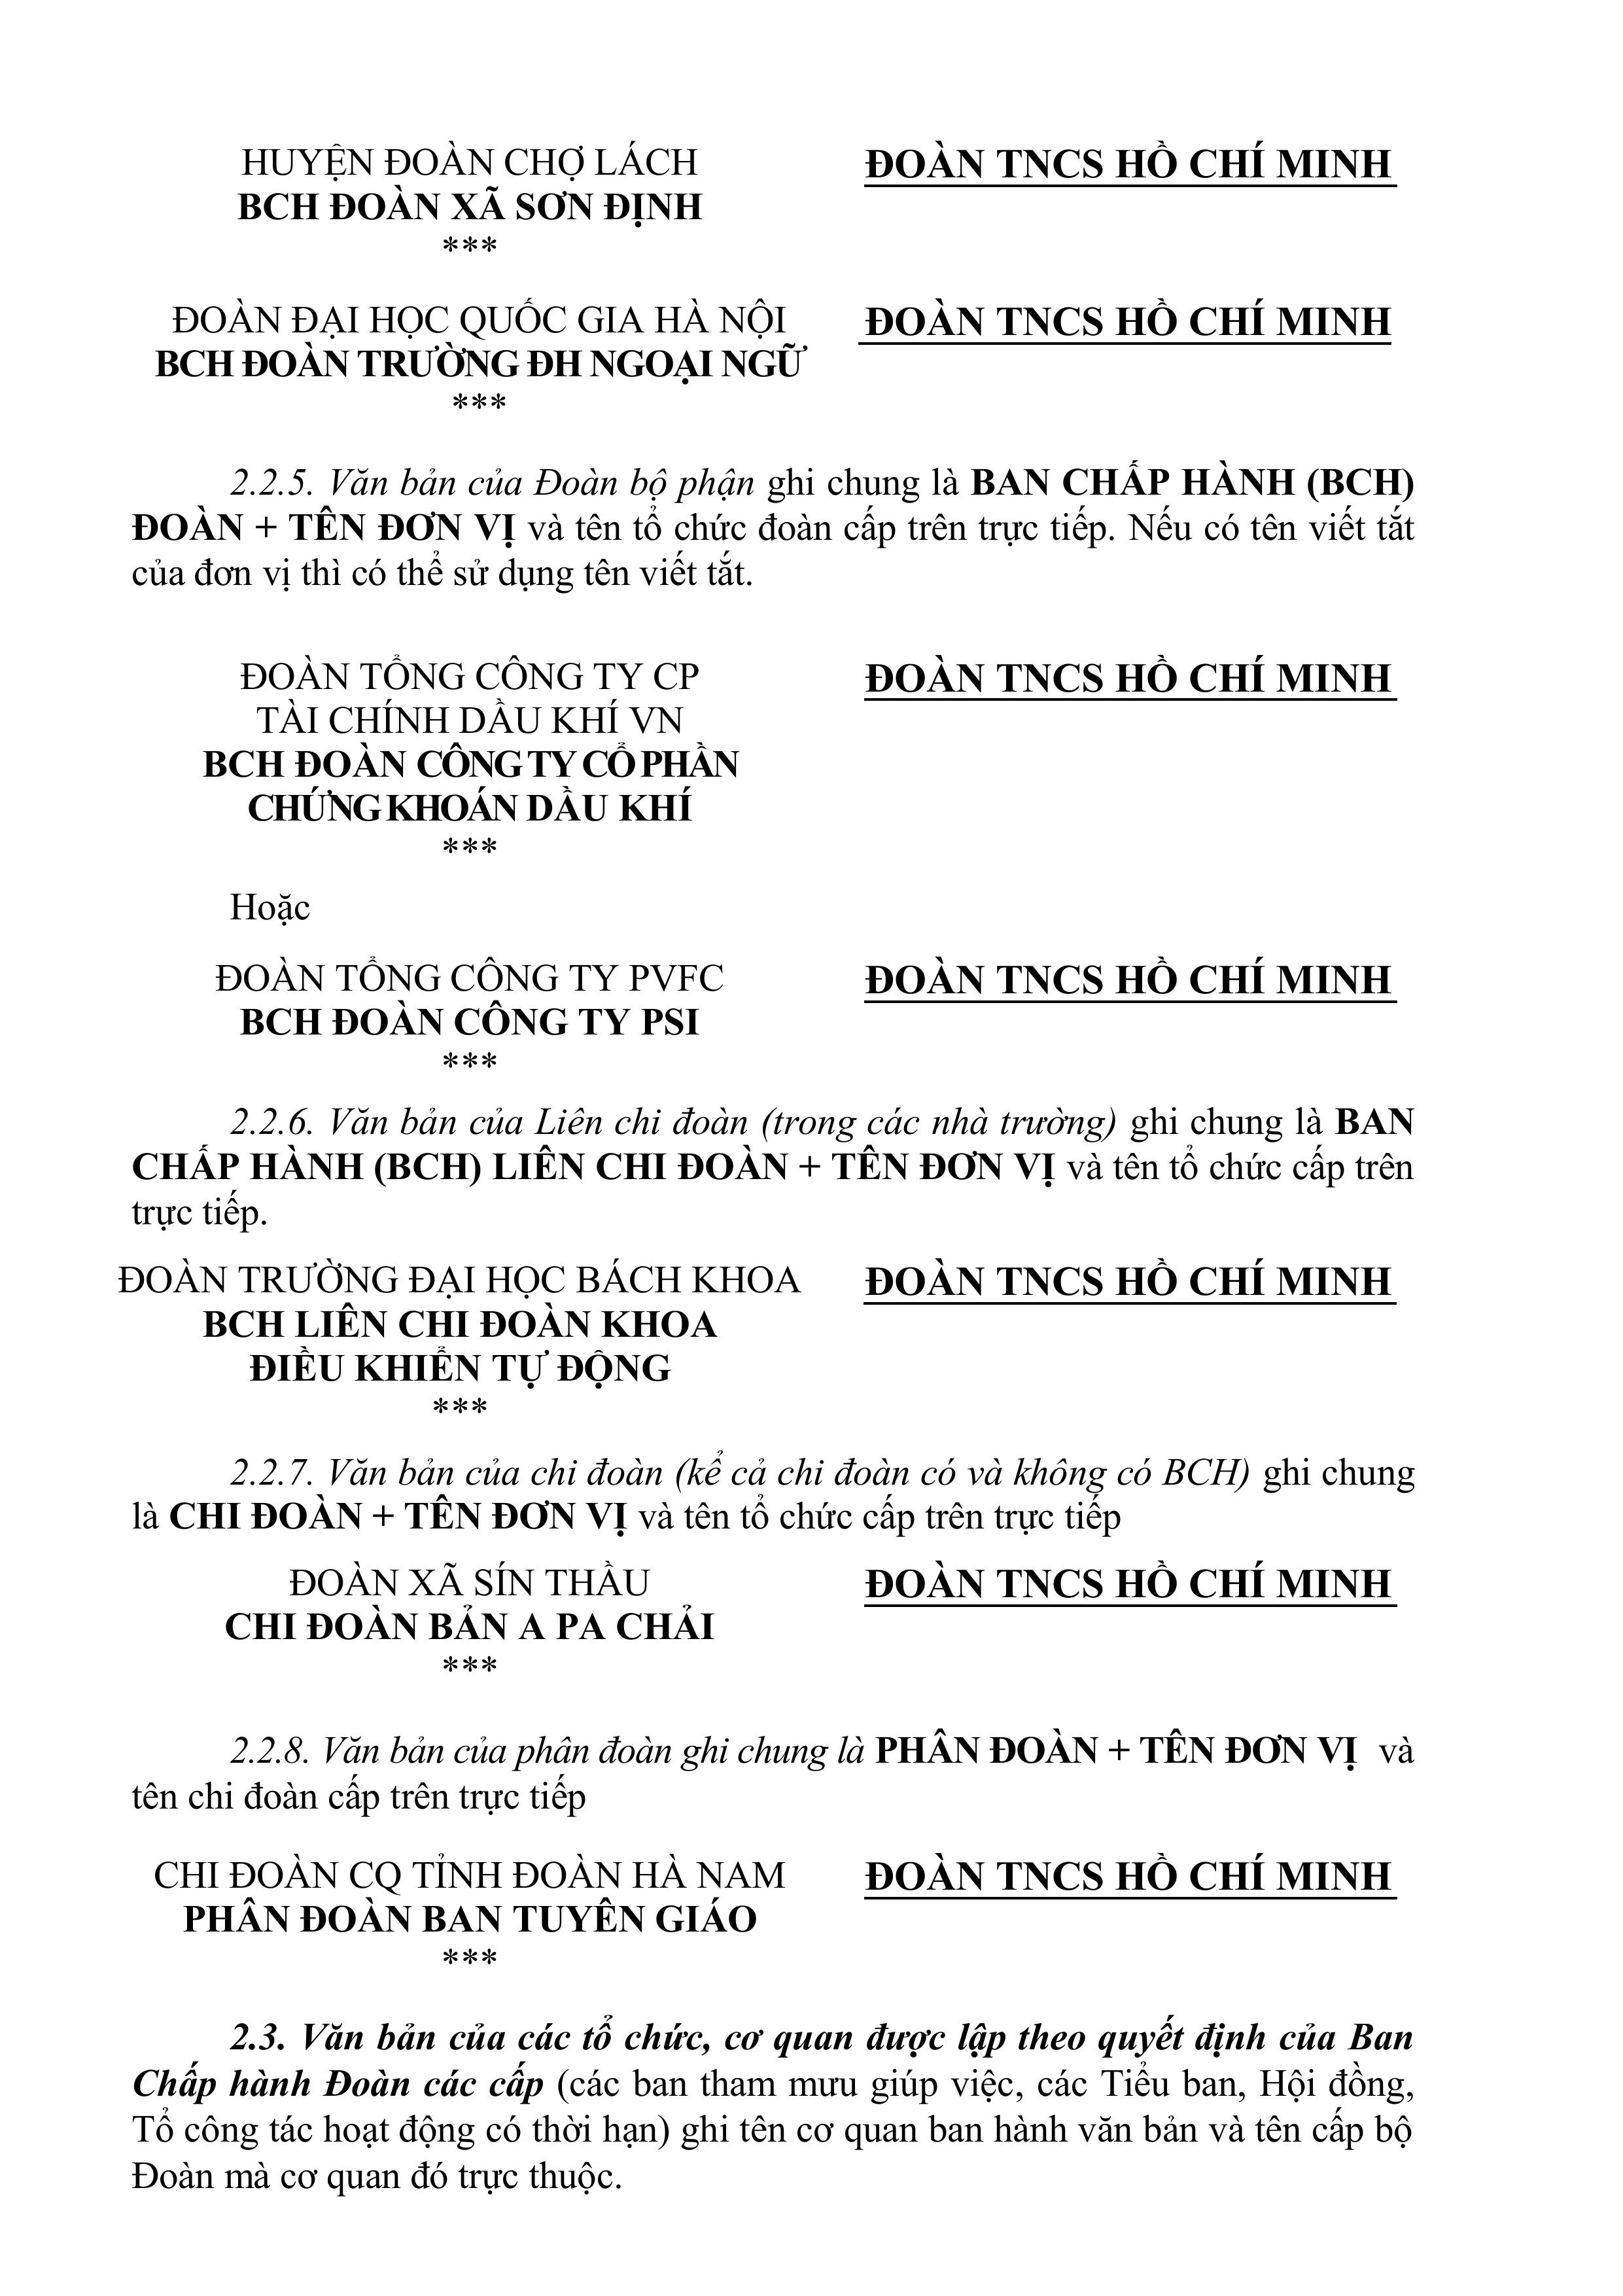 HUYỆN ĐOÀN CHỢ LÁCH
ĐOÀN TNCS HỒ CHÍ MINH
BCH ĐOÀN XÃ SƠN ĐỊNH
***
ĐOÀN ĐẠI HỌC QUỐC GIA HÀ NỘI
ĐOÀN TNCS HỒ CHÍ MINH
BCH ĐOÀN TRƯỜNG ĐH NGOẠI NGỮ
***
2.2.5. Văn bản của Đoàn bộ phận ghi chung là BAN CHẤP HÀNH (BCH)
ĐOÀN + TÊN ĐƠN VỊ và tên tổ chức đoàn cấp trên trực tiếp. Nếu có tên viết tắt
của đơn vị thì có thể sử dụng tên viết tắt.
ĐOÀN TỔNG CÔNG TY CP
ĐOÀN TNCS HỒ CHÍ MINH
TÀI CHÍNH DẦU KHÍ VN
BCH ĐOÀN CÔNG TY CỔ PHẦN
CHỨNG KHOÁN DẦU KHÍ
***
Hoặc
ĐOÀN TỔNG CÔNG TY PVFC
ĐOÀN TNCS HỒ CHÍ MINH
BCH ĐOÀN CÔNG TY PSI
***
2.2.6. Văn bản của Liên chi đoàn (trong các nhà trường) ghi chung là BAN
CHẤP HÀNH (BCH) LIÊN CHI ĐOÀN + TÊN ĐƠN VỊ và tên tổ chức cấp trên
trực tiếp.
ĐOÀN TRƯỜNG ĐẠI HỌC BÁCH KHOA
ĐOÀN TNCS HỒ CHÍ MINH
BCH LIÊN CHI ĐOÀN KHOA
ĐIỀU KHIỂN TỰ ĐỘNG
***
2.2.7. Văn bản của chi đoàn (kể cả chi đoàn có và không có BCH) ghi chung
là CHI ĐOÀN + TÊN ĐƠN VỊ và tên tổ chức cấp trên trực tiếp
ĐOÀN XÃ SÍN THẦU
ĐOÀN TNCS HỒ CHÍ MINH
CHI ĐOÀN BẢN A PA CHẢI
***
2.2.8. Văn bản của phân đoàn ghi chung là PHÂN ĐOÀN + TÊN ĐƠN VỊ và
tên chi đoàn cấp trên trực tiếp
CHI ĐOÀN CQ TỈNH ĐOÀN HÀ NAM
ĐOÀN TNCS HỒ CHÍ MINH
PHÂN ĐOÀN BAN TUYÊN GIÁO
***
2.3. Văn bản của các tổ chức, cơ quan được lập theo quyết định của Ban
Chấp hành Đoàn các cấp (các ban tham mưu giúp việc, các Tiểu ban, Hội đồng,
Tổ công tác hoạt động có thời hạn) ghi tên cơ quan ban hành văn bản và tên cấp bộ
Đoàn mà cơ quan đó trực thuộc.